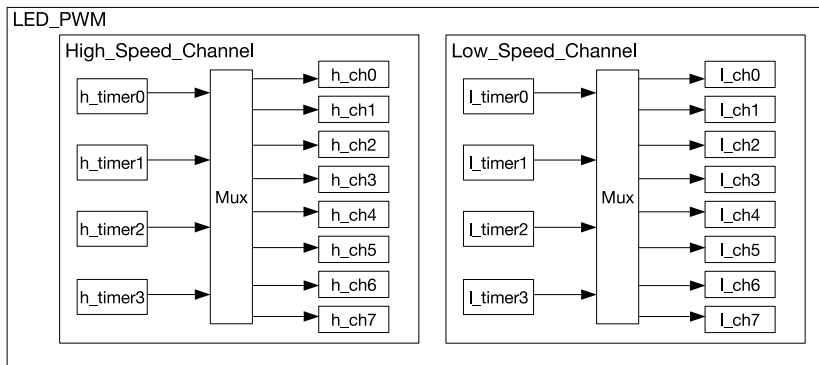 LED_PWM
High_Speed_Channel
h_timer0
h_timer1
h_timer2
h_timer3
Mux
h_ch0
h_ch1
h_ch2
h_ch3
h_ch4
h_ch5
h_ch6
h_ch7
Low_Speed_Channel
l_timer0
l_timer1
l_timer2
l_timer3
Mux
l_ch0
l_ch1
l_ch2
l_ch3
l_ch4
l_ch5
l_ch6
l_ch7